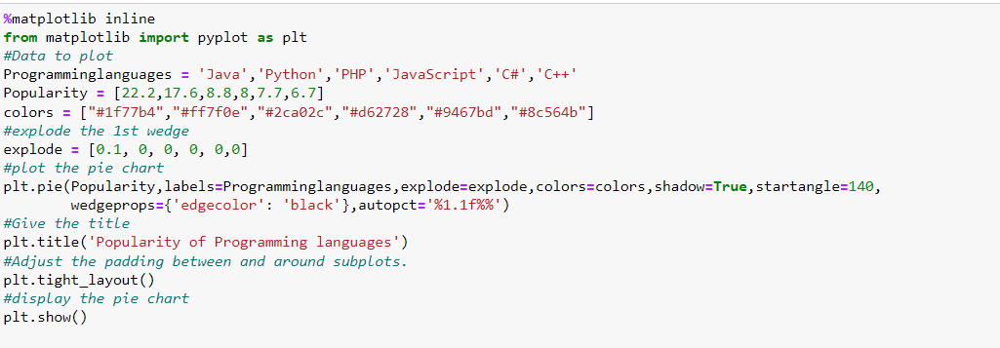 %matplotlib inline
from matplotlib import pyplot as plt
#Data to plot
Programminglanguages = 'Java','Python','PHP','JavaScript','C#','C++'
Popularity = [22.2,17.6,8.8,8,7.7,6.7]
colors = ["#1f77b4","#ff7f0e","#2ca02c","#d62728","#9467bd","#8c564b"]
#explode the 1st wedge
explode = [0.1, 0, 0, 0, 0,0]
#plot the pie chart
plt.pie(Popularity,labels=Programminglanguages,explode=explode,colors=colors,shadow=True,startangle=140,
        wedgeprops={'edgecolor': 'black'},autopct='%1.1f%%')
#Give the title
plt.title('Popularity of Programming languages')
#Adjust the padding between and around subplots.
plt.tight_layout()
#display the pie chart
plt.show()